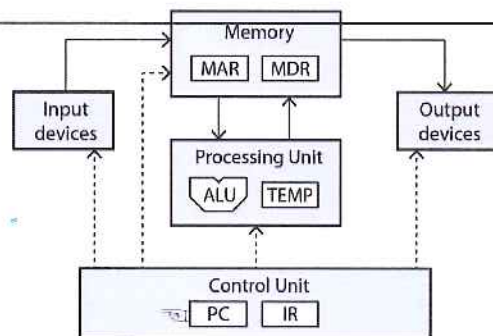 Memory
MAR MDR
Input
devices
Output
devices
Processing Unit
ALU TEMP
Control Unit
PC IR